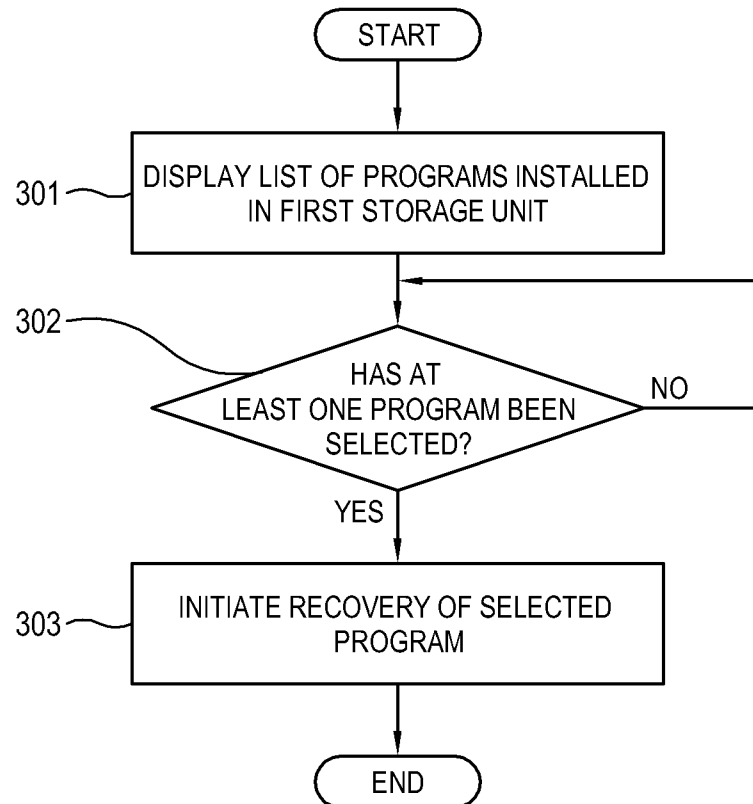 START
301
DISPLAY LIST OF PROGRAMS INSTALLED
IN FIRST STORAGE UNIT
302
HAS AT
LEAST ONE PROGRAM BEEN
SELECTED?
NO
YES
303
INITIATE RECOVERY OF SELECTED
PROGRAM
END